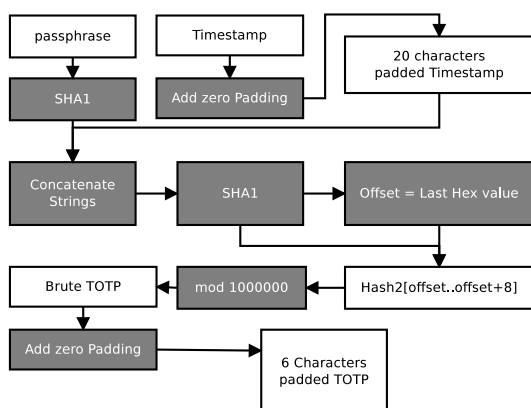 passphrase
Timestamp
20 characters
padded Timestamp
SHA1
Add zero Padding
Concatenate
Strings
SHA1
Offset = Last Hex value
Brute TOTP
mod 1000000
Hash2[offset..offset+8]
Add zero Padding
6 Characters
padded TOTP